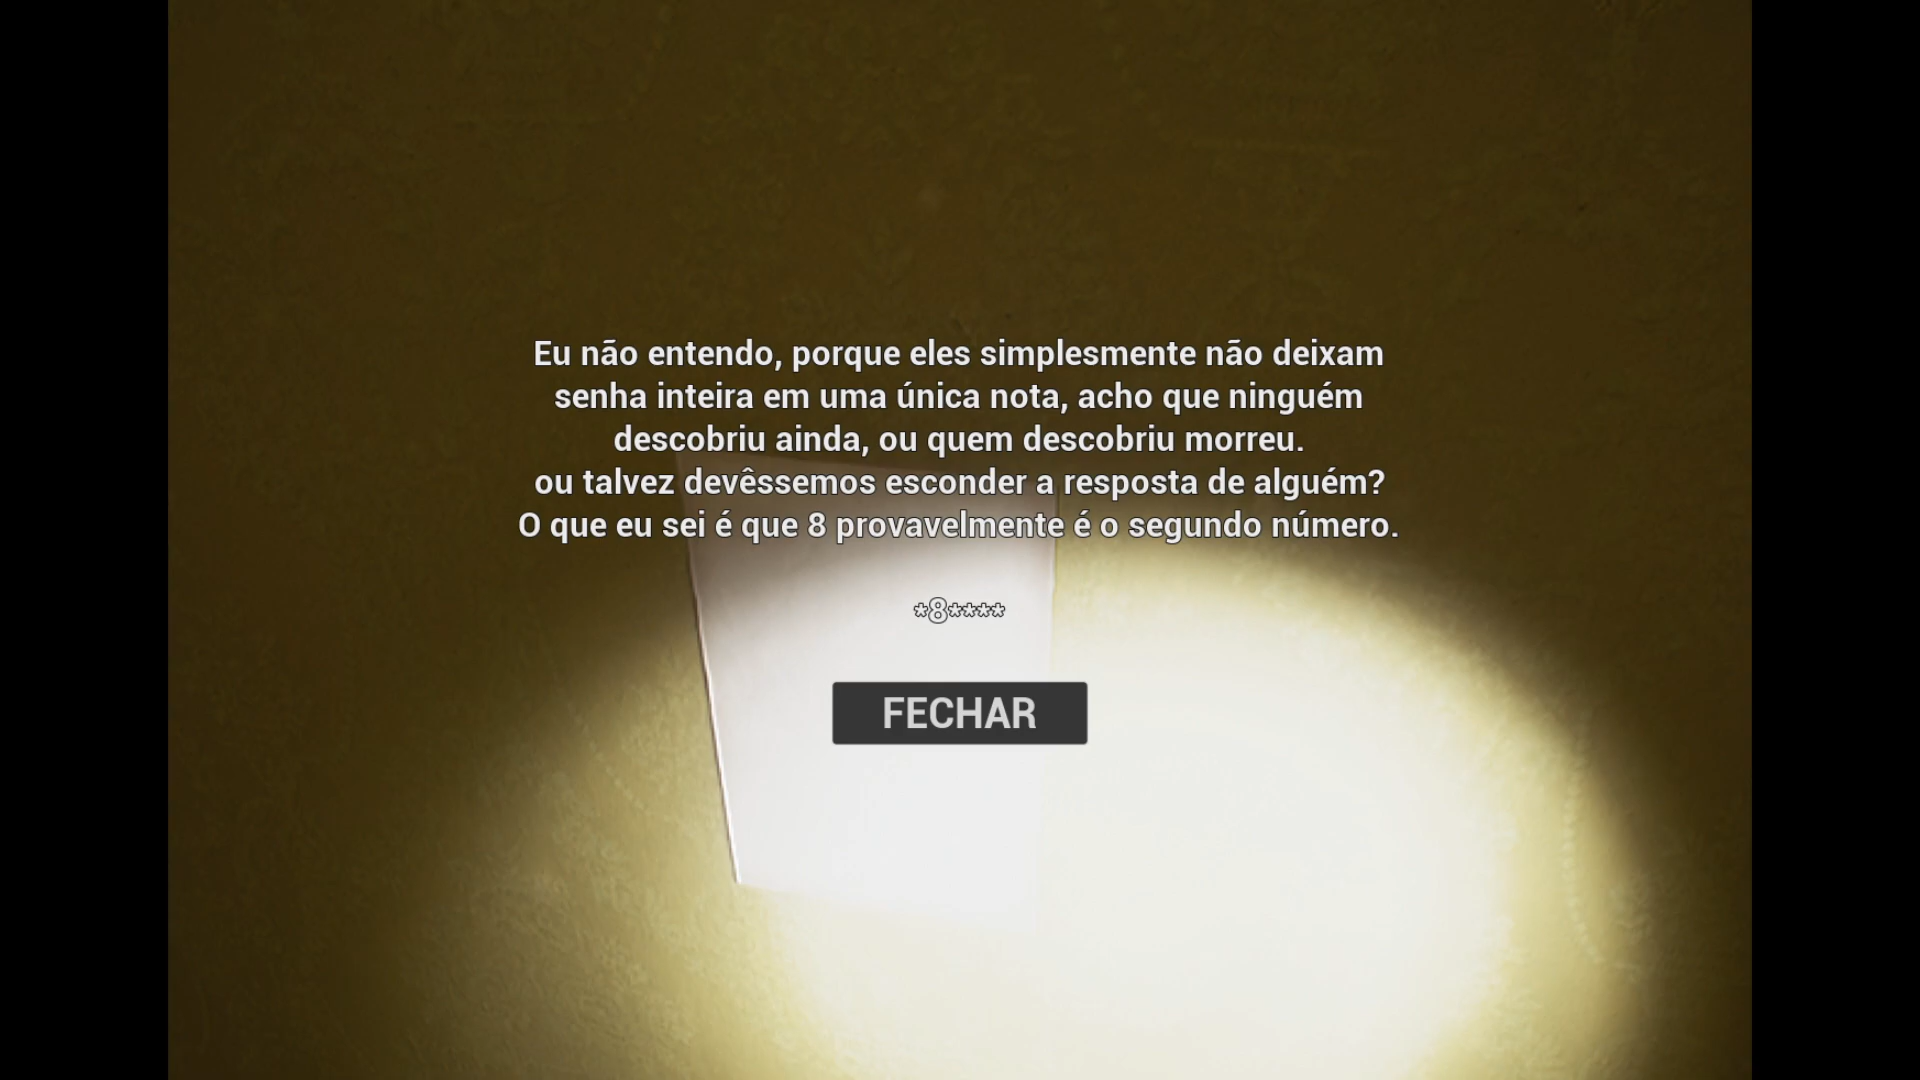 Eu não entendo, porque eles simplesmente não deixam
senha inteira em uma única nota, acho que ninguém
descobriu ainda, ou quem descobriu morreu.
ou talvez devêssemos esconder a resposta de alguém?
O que eu sei é que 8 provavelmente é o segundo número.
*8****
FECHAR